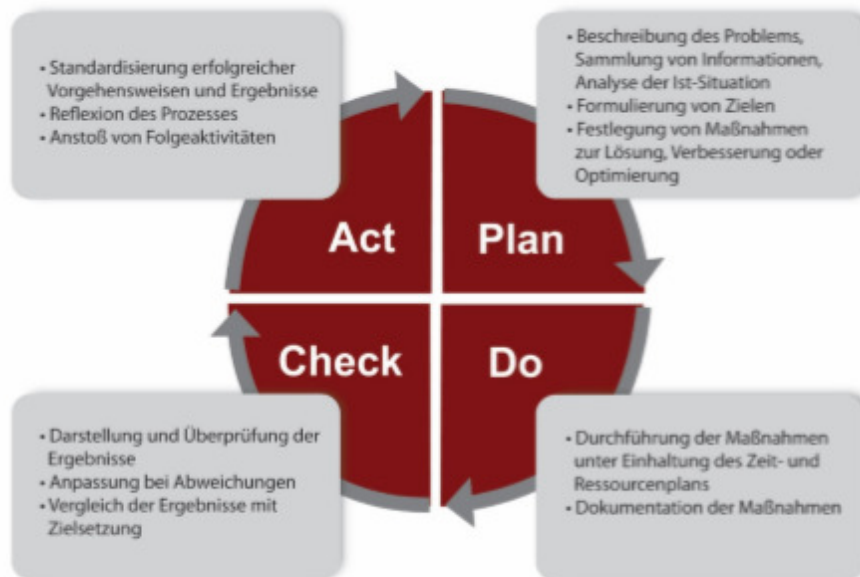 • Standardisierung erfolgreicher
Vorgehensweisen und Ergebnisse
• Reflexion des Prozesses
• Anstoß von Folgeaktivitäten
• Beschreibung des Problems,
Sammlung von Informationen,
Analyse der Ist-Situation
• Formulierung von Zielen
• Festlegung von Maßnahmen
zur Lösung, Verbesserung oder
Optimierung
Act
Plan
Check
Do
• Darstellung und Überprüfung der
Ergebnisse
• Anpassung bei Abweichungen
• Vergleich der Ergebnisse mit
Zielsetzung
• Durchführung der Maßnahmen
unter Einhaltung des Zeit- und
Ressourcenplans
• Dokumentation der Maßnahmen